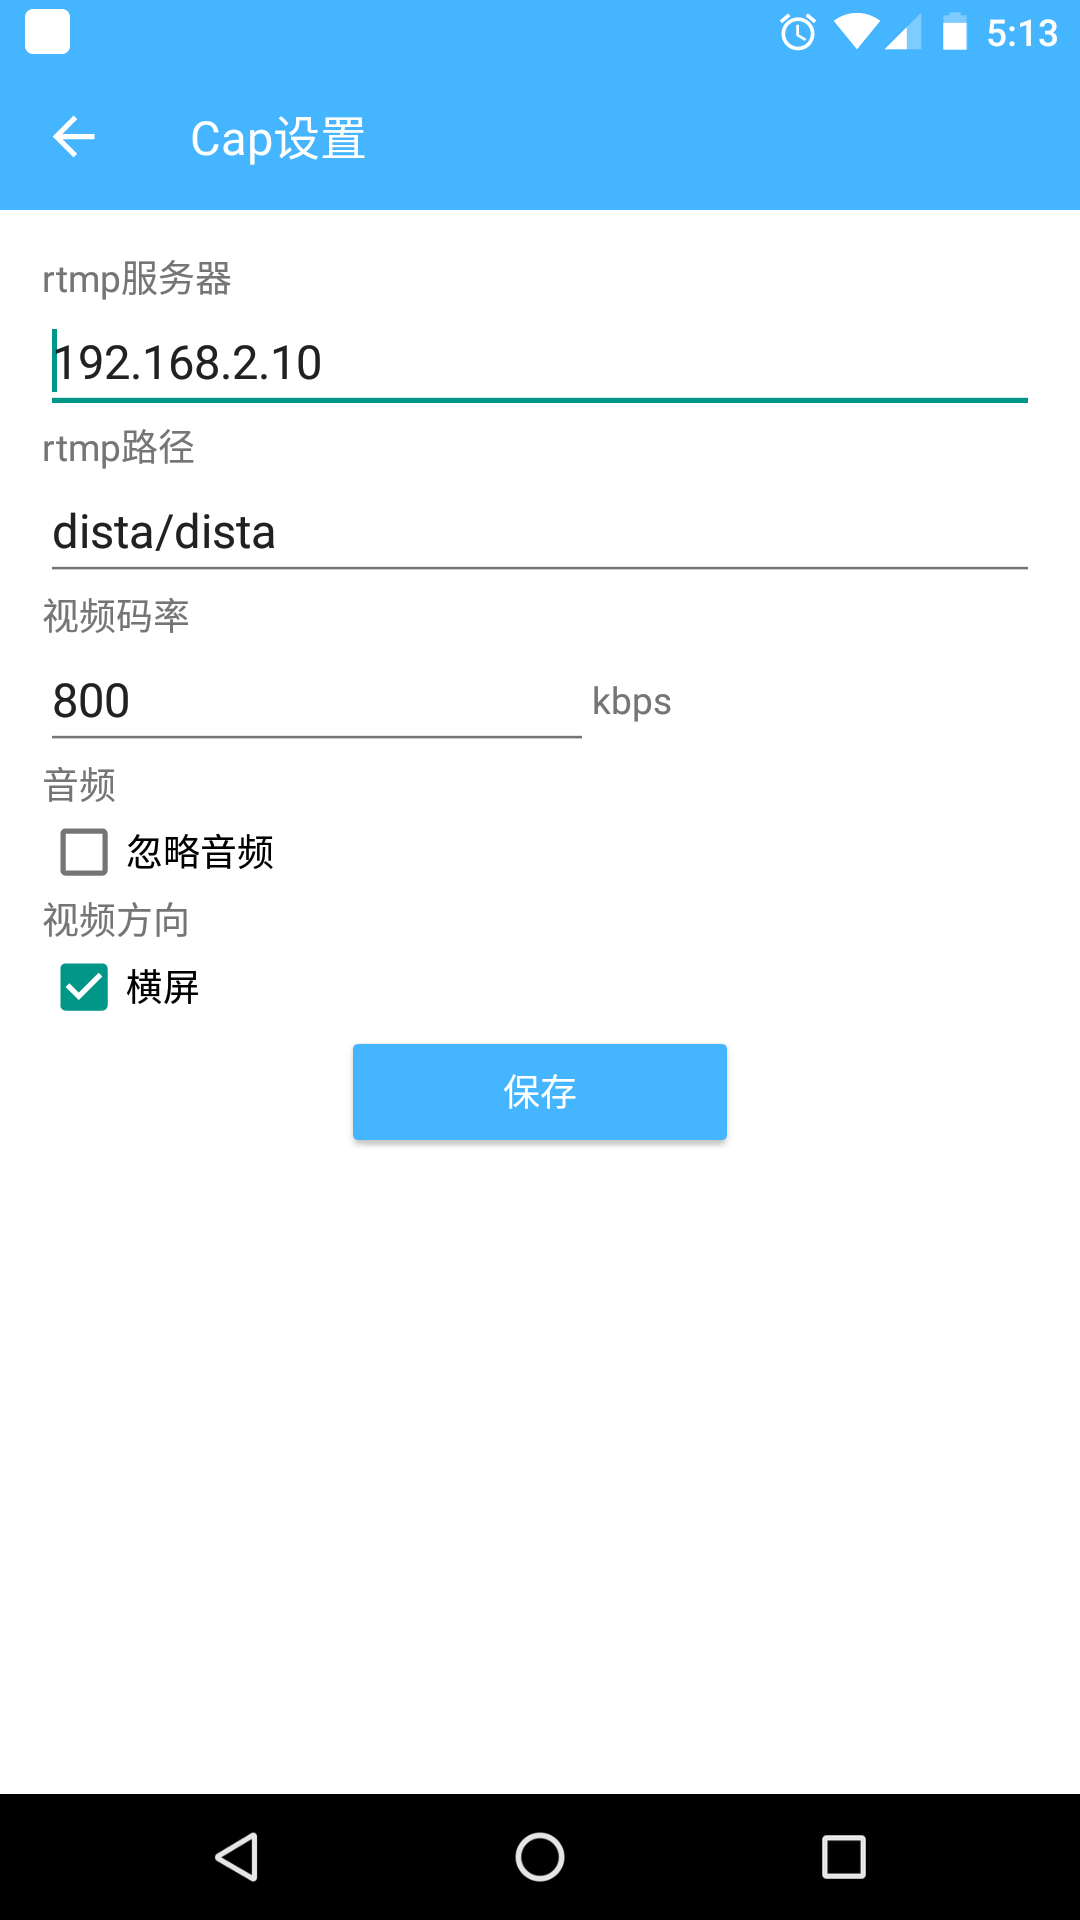 5:13
Cap设置
rtmp服务器
192.168.2.10
rtmp路径
dista/dista
视频码率
800 kbps
音频
忽略音频
视频方向
横屏
保存